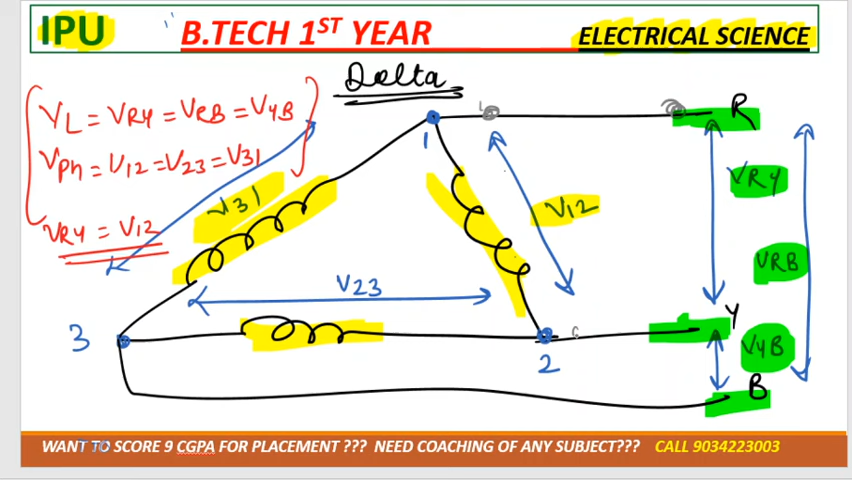 IPU B.TECH 1ST YEAR ELECTRICAL SCIENCE
Delta
VL = VRY = VRB = VYB
VPh = V12 = V23 = V31
VRY = V12
1
R
V31
V12
VRY
VRB
V23
3
2
Y
VYB
B
WANT TO SCORE 9 CGPA FOR PLACEMENT ??? NEED COACHING OF ANY SUBJECT??? CALL 9034223003